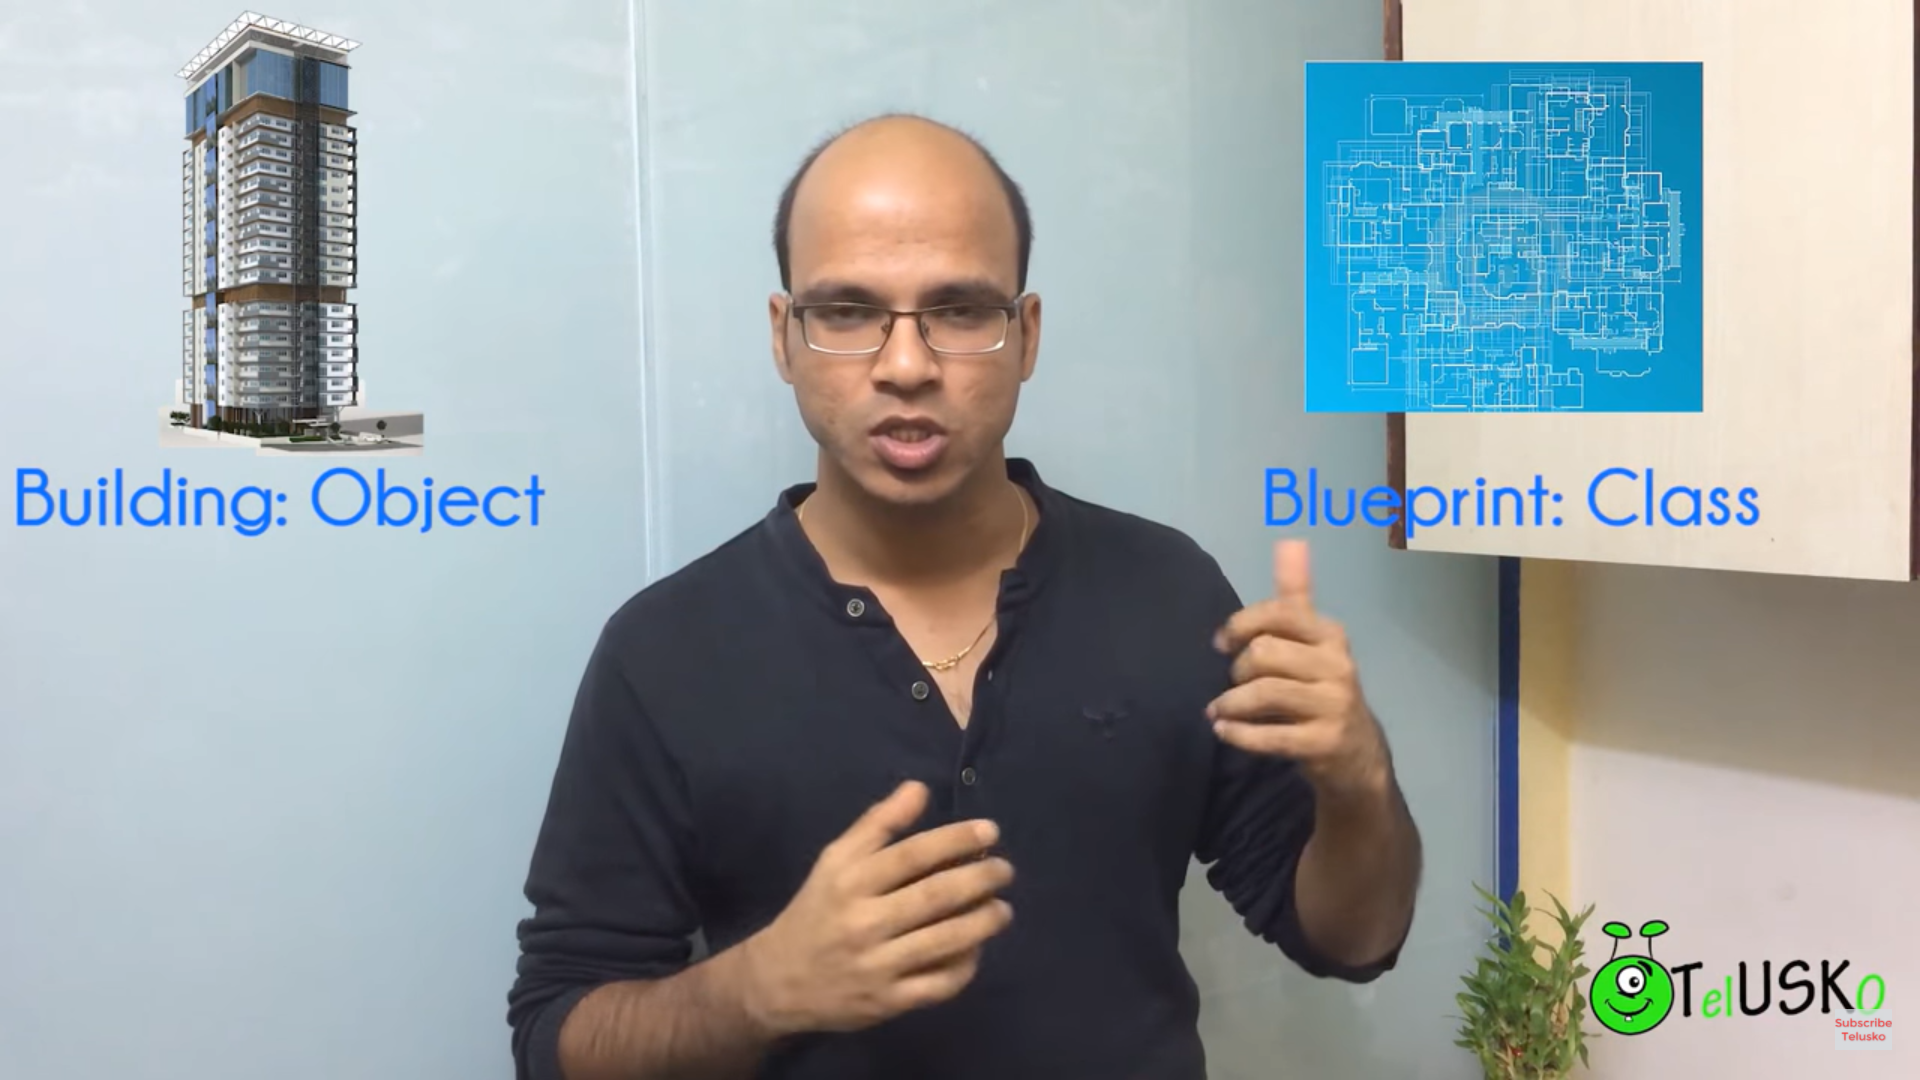 Building: Object
Blueprint: Class
TelUSKo
Subscribe
Telusko